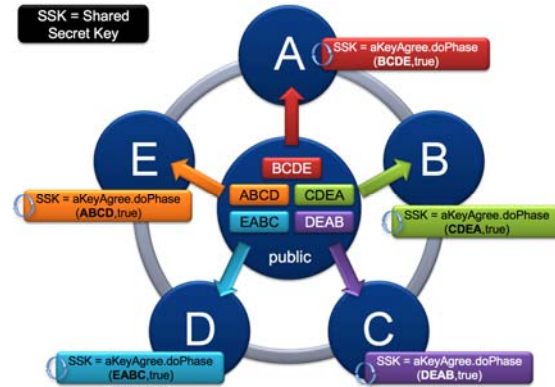 SSK = Shared
Secret Key
A
SSK = aKeyAgree.doPhase
(BCDE,true)
E
B
BCDE
ABCD
CDEA
EABC
DEAB
public
SSK = aKeyAgree.doPhase
(ABCD,true)
SSK = aKeyAgree.doPhase
(CDEA,true)
D
C
SSK = aKeyAgree.doPhase
(EABC,true)
SSK = aKeyAgree.doPhase
(DEAB,true)